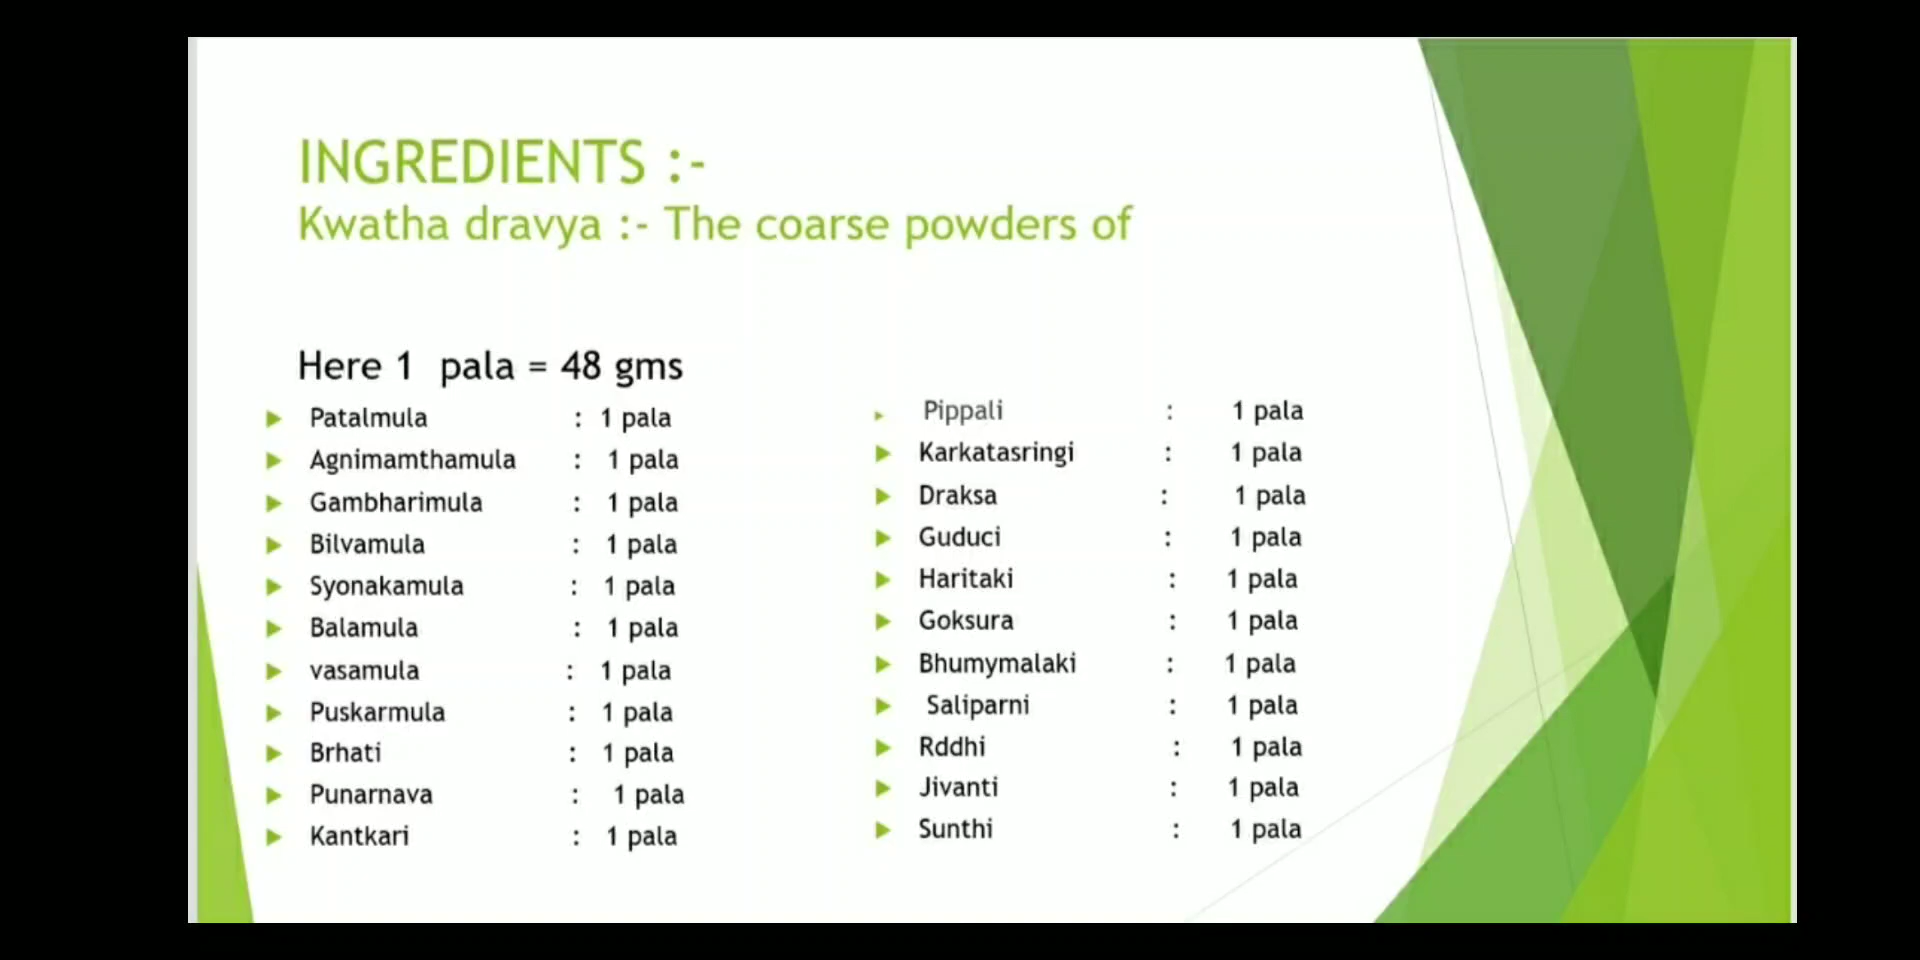 INGREDIENTS :-
Kwatha dravya :- The coarse powders of
Here 1 pala = 48 gms
Patalmula : 1 pala
Agnimamthamula : 1 pala
Gambharimula : 1 pala
Bilvamula : 1 pala
Syonakamula : 1 pala
Balamula : 1 pala
vasamula : 1 pala
Puskarmula : 1 pala
Brhati : 1 pala
Punarnava : 1 pala
Kantkari : 1 pala
Pippali : 1 pala
Karkatasringi : 1 pala
Draksa : 1 pala
Guduci : 1 pala
Haritaki : 1 pala
Goksura : 1 pala
Bhumymalaki : 1 pala
Saliparni : 1 pala
Rddhi : 1 pala
Jivanti : 1 pala
Sunthi : 1 pala